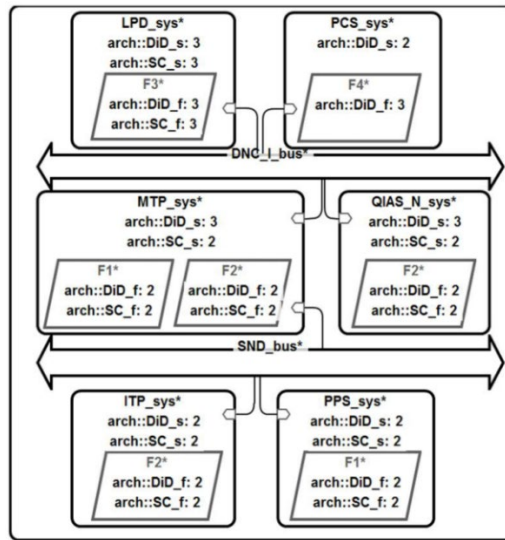 LPD_sys*
arch::DiD_s: 3
arch::SC_s: 3
F3*
arch::DiD_f: 3
arch::SC_f: 3
PCS_sys*
arch::DiD_s: 2
F4*
arch::DiD_f: 3
DNC_I_bus*
MTP_sys*
arch::DiD_s: 3
arch::SC_s: 2
F1*
arch::DiD_f: 2
arch::SC_f: 2
F2*
arch::DiD_f: 2
arch::SC_f: 2
QIAS_N_sys*
arch::DiD_s: 3
arch::SC_s: 2
F2*
arch::DiD_f: 2
arch::SC_f: 2
SND_bus*
ITP_sys*
arch::DiD_s: 2
arch::SC_s: 2
F2*
arch::DiD_f: 2
arch::SC_f: 2
PPS_sys*
arch::DiD_s: 2
arch::SC_s: 2
F1*
arch::DiD_f: 2
arch::SC_f: 2